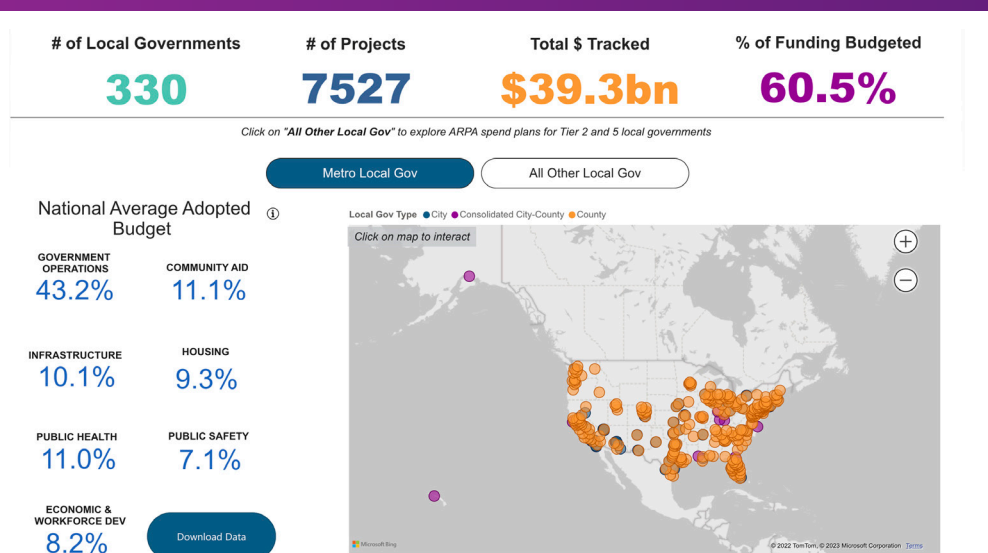 # of Local Governments
# of Projects
Total $ Tracked
% of Funding Budgeted
330
7527
$39.3bn
60.5%
Click on "All Other Local Gov" to explore ARPA spend plans for Tier 2 and 5 local governments
Metro Local Gov
All Other Local Gov
National Average Adopted
Budget
GOVERNMENT
OPERATIONS
43.2%
COMMUNITY AID
11.1%
INFRASTRUCTURE
10.1%
HOUSING
9.3%
PUBLIC HEALTH
11.0%
PUBLIC SAFETY
7.1%
ECONOMIC &
WORKFORCE DEV
8.2%
Download Data
Local Gov Type City Consolidated City-County County
Click on map to interact
Microsoft Bing
© 2022 TomTom, © 2023 Microsoft Corporation Terms